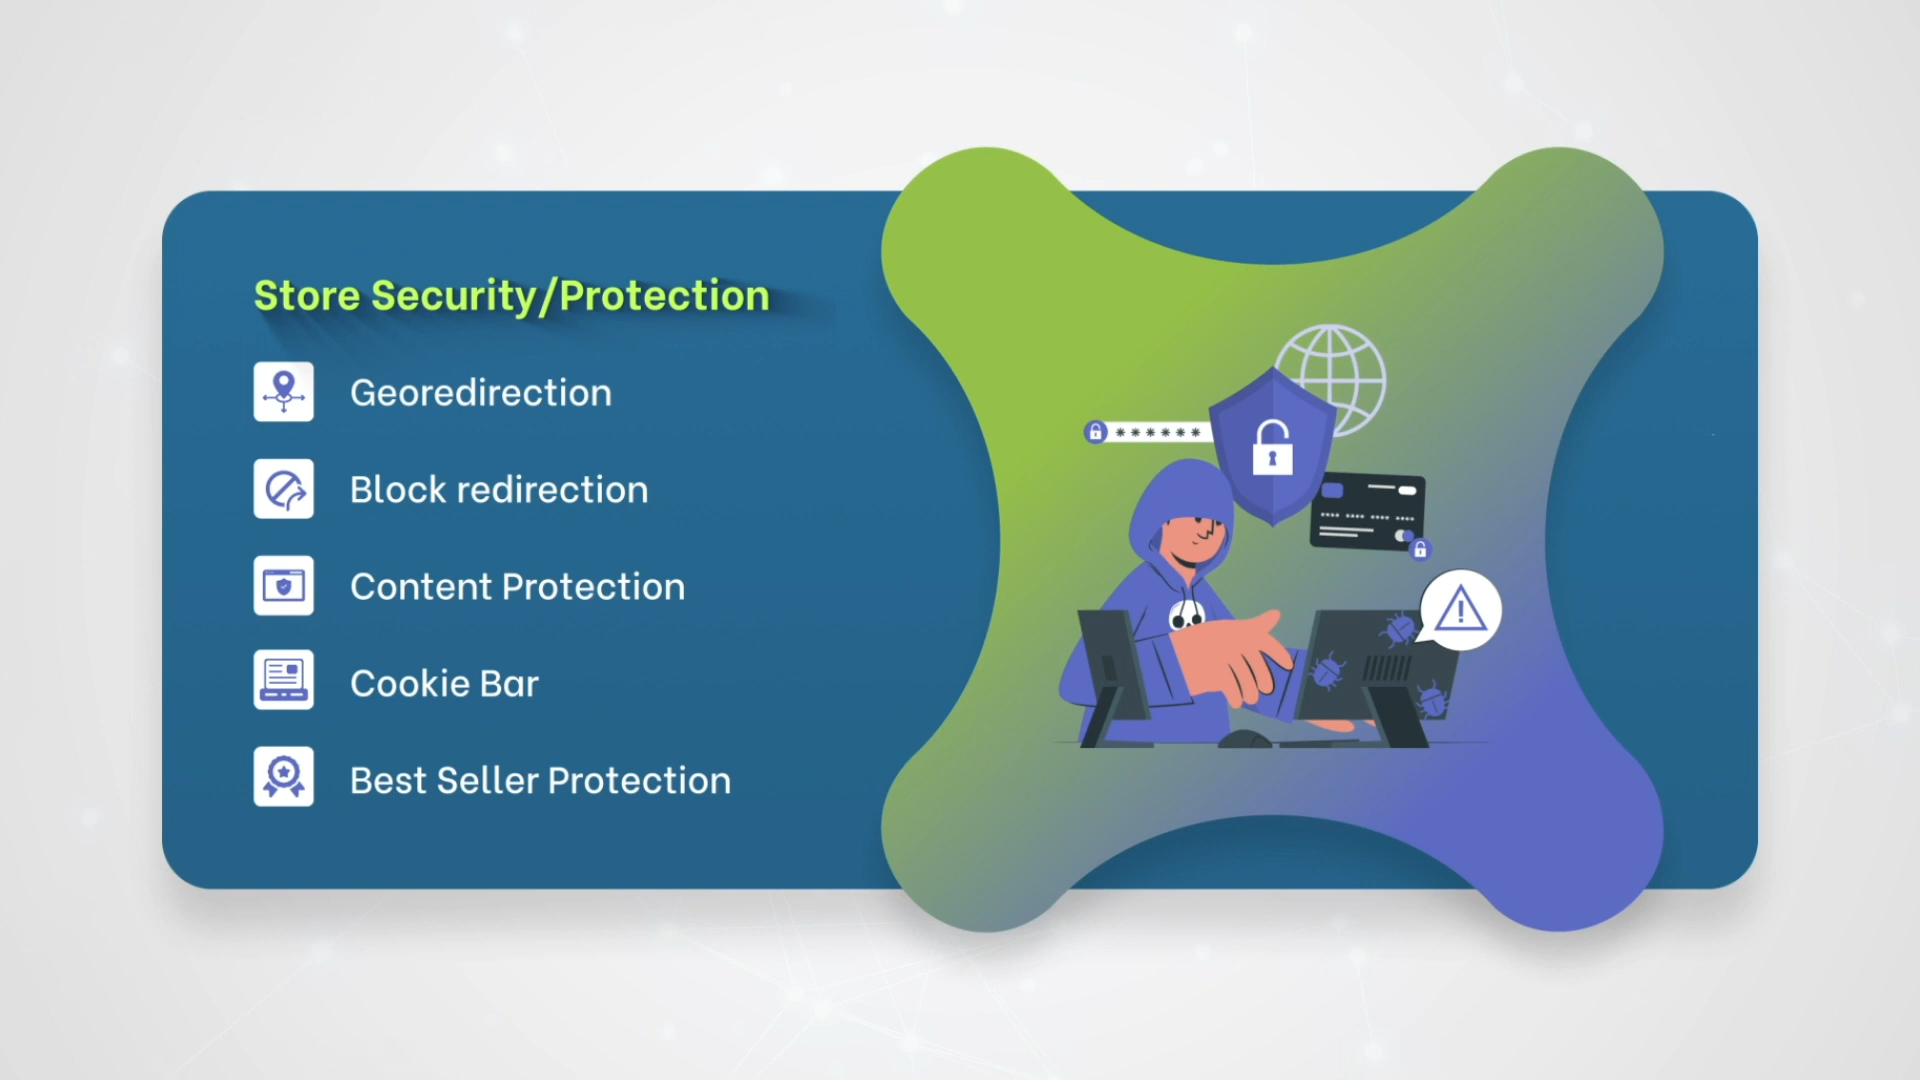 Store Security/Protection
Georedirection
Block redirection
Content Protection
Cookie Bar
Best Seller Protection